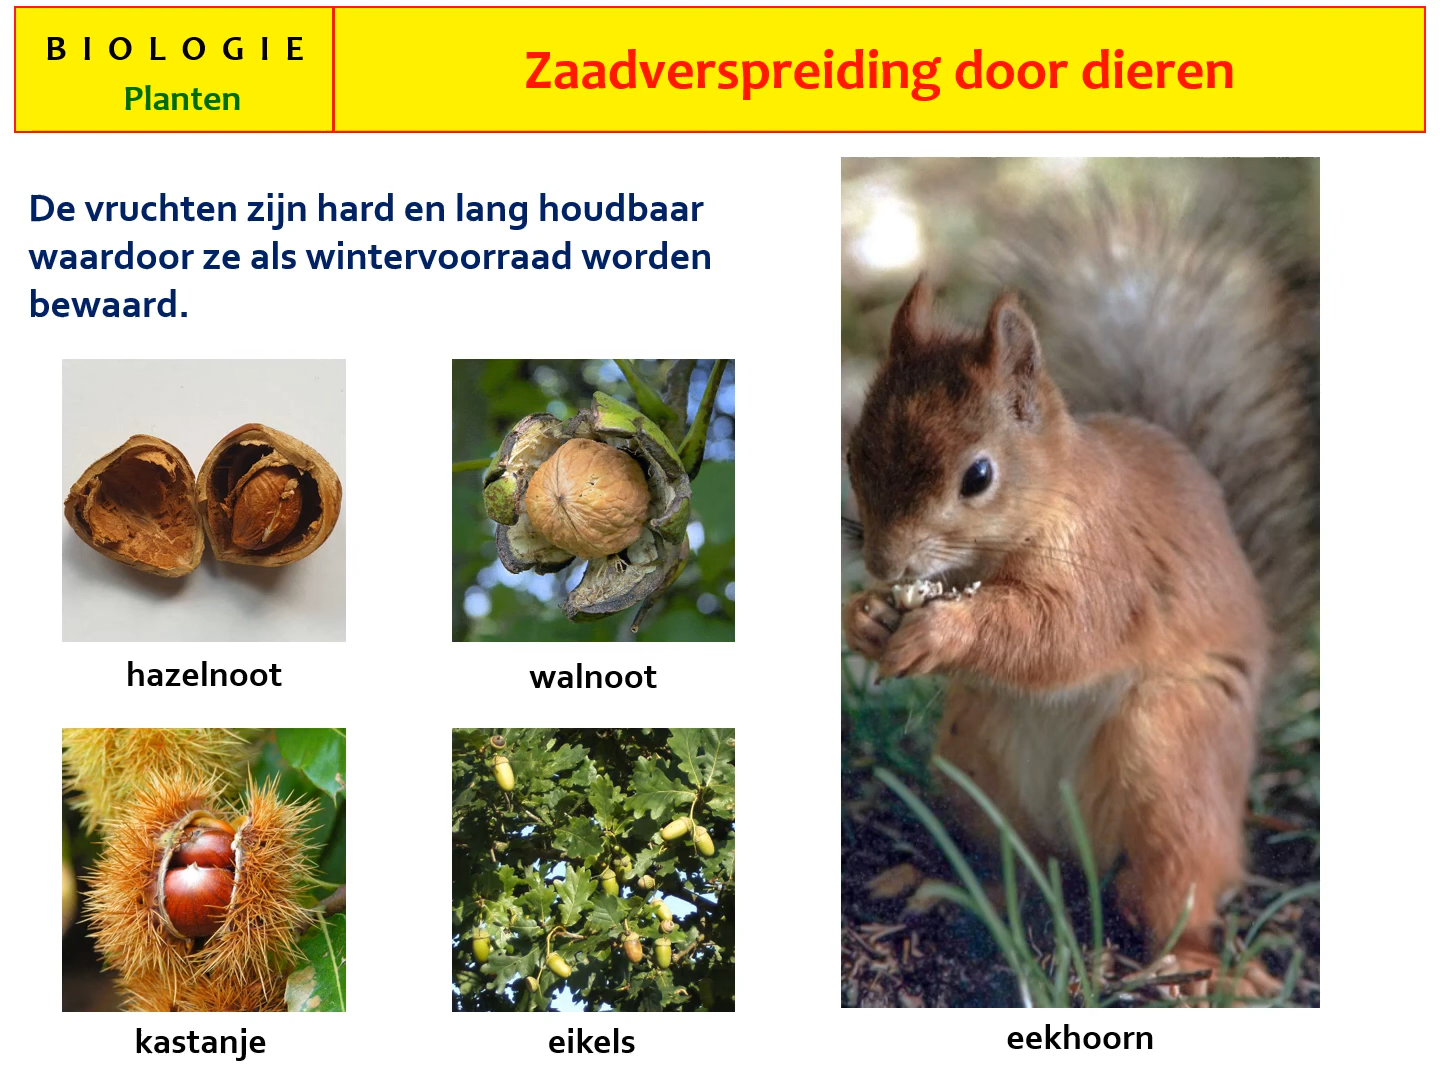 BIOLOGIE
Planten
Zaadverspreiding door dieren
De vruchten zijn hard en lang houdbaar
waardoor ze als wintervoorraad worden
bewaard.
hazelnoot
walnoot
kastanje
eikels
eekhoorn